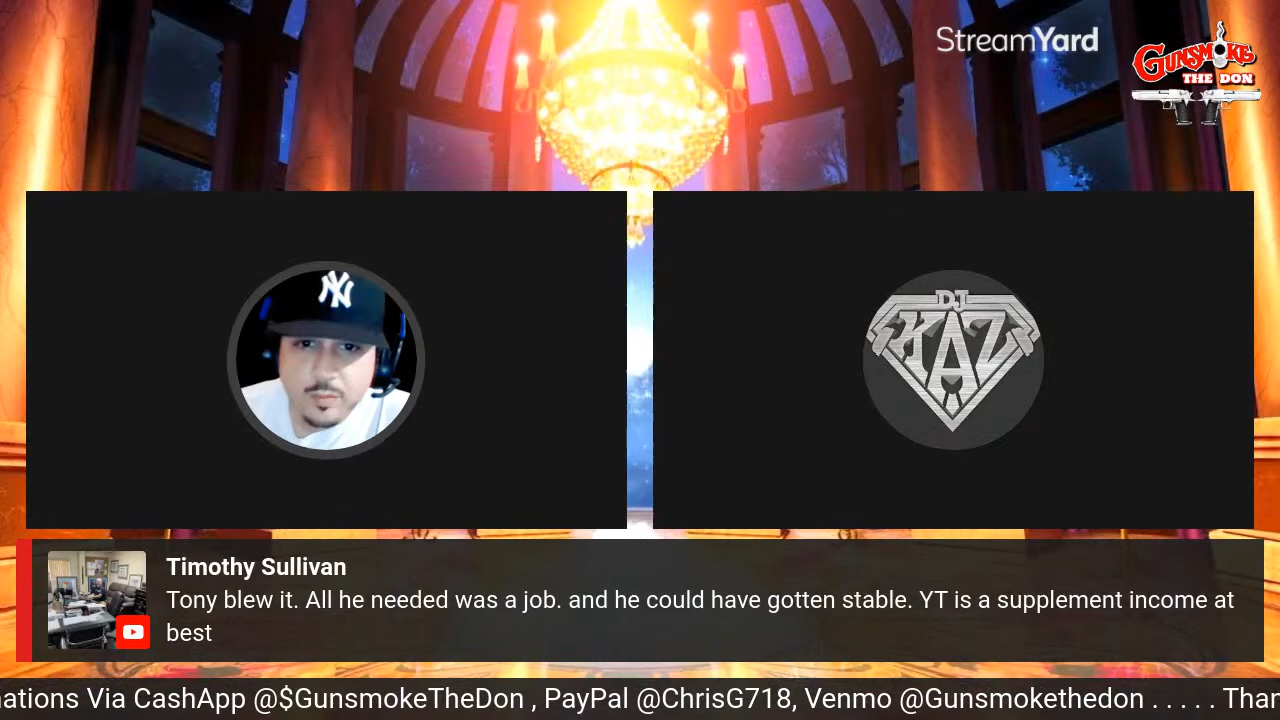 StreamYard
GUNSMOKE
THE DON
NY
DJ
KAZ
Timothy Sullivan
Tony blew it. All he needed was a job. and he could have gotten stable. YT is a supplement income at
best
ations Via CashApp @$GunsmokeTheDon , PayPal @ChrisG718, Venmo @Gunsmokethedon . . . . . Than